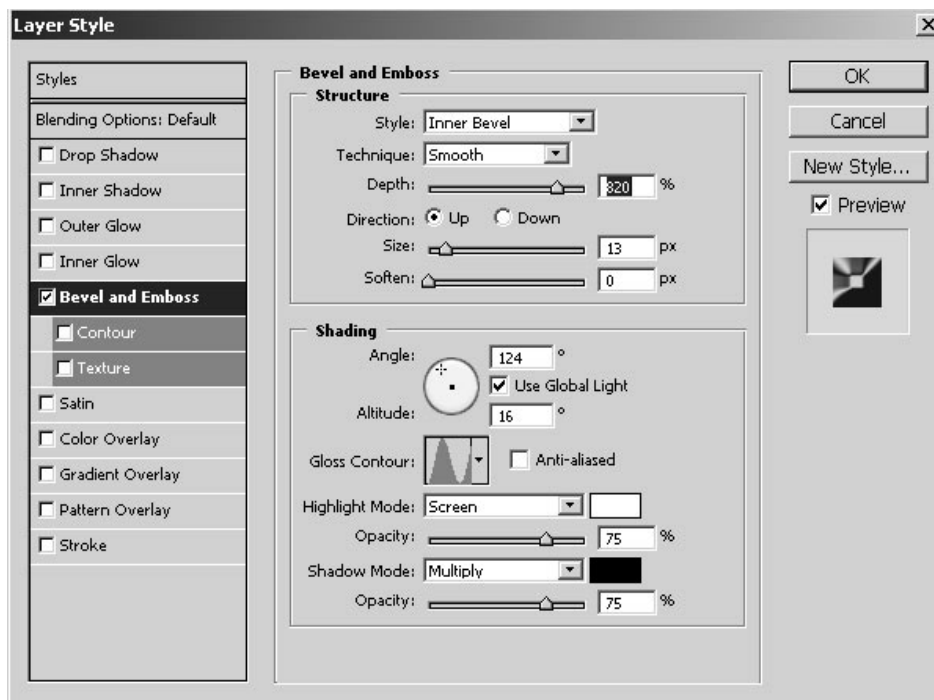 Layer Style
Styles
Blending Options: Default
Drop Shadow
Inner Shadow
Outer Glow
Inner Glow
Bevel and Emboss
Contour
Texture
Satin
Color Overlay
Gradient Overlay
Pattern Overlay
Stroke
Bevel and Emboss
Structure
Style: Inner Bevel
Technique: Smooth
Depth: 820 %
Direction: Up Down
Size: 13 px
Soften: 0 px
Shading
Angle: 124 °
Use Global Light
Altitude: 16 °
Gloss Contour: Anti-aliased
Highlight Mode: Screen
Opacity: 75 %
Shadow Mode: Multiply
Opacity: 75 %
OK
Cancel
New Style...
Preview